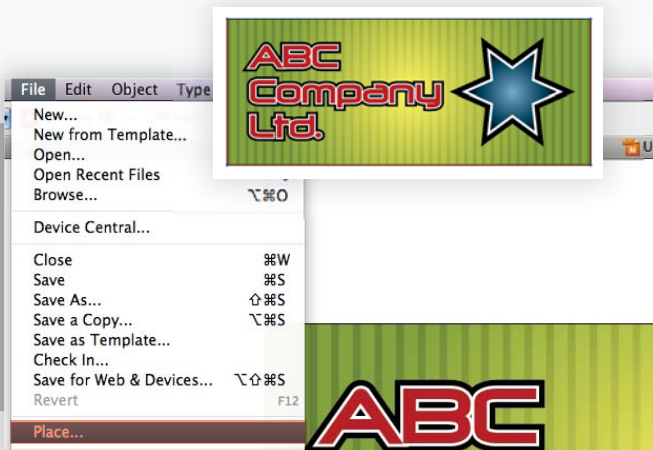 ABC
Company
Ltd.
File Edit Object Type
New...
New from Template...
Open...
Open Recent Files
Browse... ⌥⌘O
Device Central...
Close ⌘W
Save ⌘S
Save As... ⇧⌘S
Save a Copy... ⌥⌘S
Save as Template...
Check In...
Save for Web & Devices... ⌥⇧⌘S
Revert F12
Place...
ABC